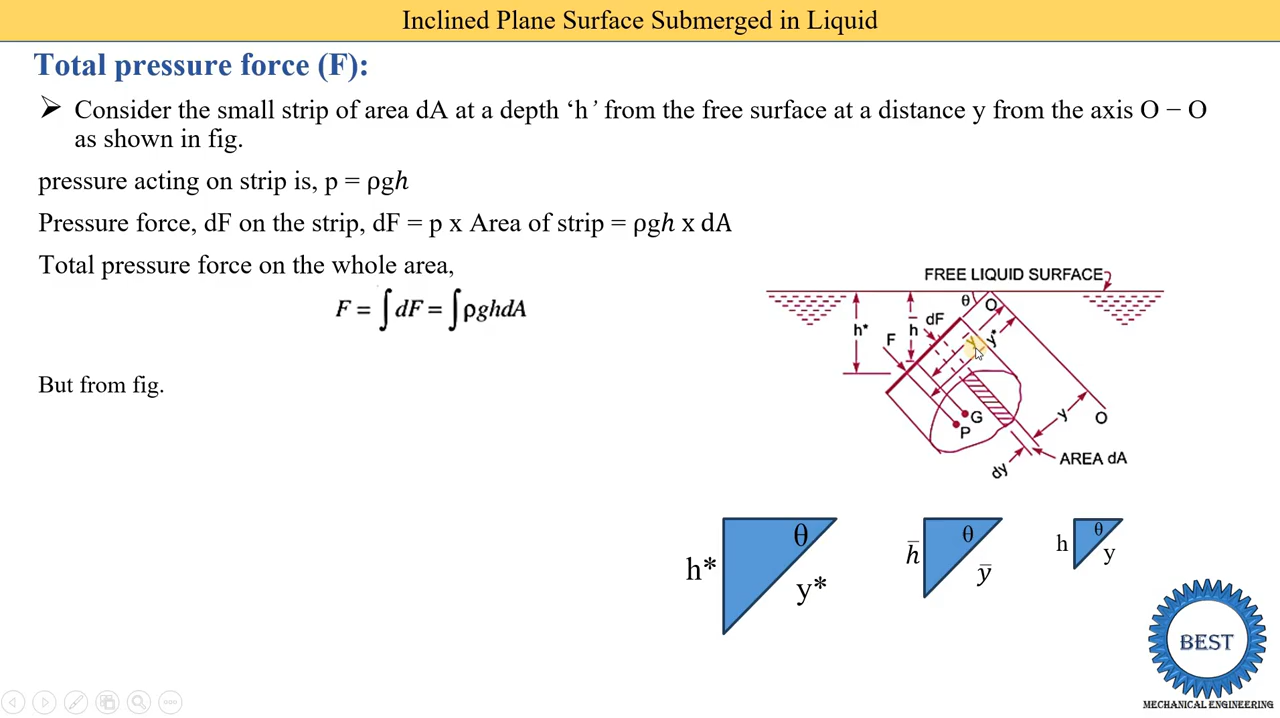 Inclined Plane Surface Submerged in Liquid
Total pressure force (F):
➢ Consider the small strip of area dA at a depth ‘h’ from the free surface at a distance y from the axis O − O
as shown in fig.
pressure acting on strip is, p = ρgh
Pressure force, dF on the strip, dF = p x Area of strip = ρgh x dA
Total pressure force on the whole area,
F = ∫ dF = ∫ ρghdA
But from fig.
FREE LIQUID SURFACE
θ
O
h*
h̅
dF
F
y*
G
P
y
O
AREA dA
dy
h*
θ
y*
h̅
θ
y̅
h
θ
y
BEST
MECHANICAL ENGINEERING